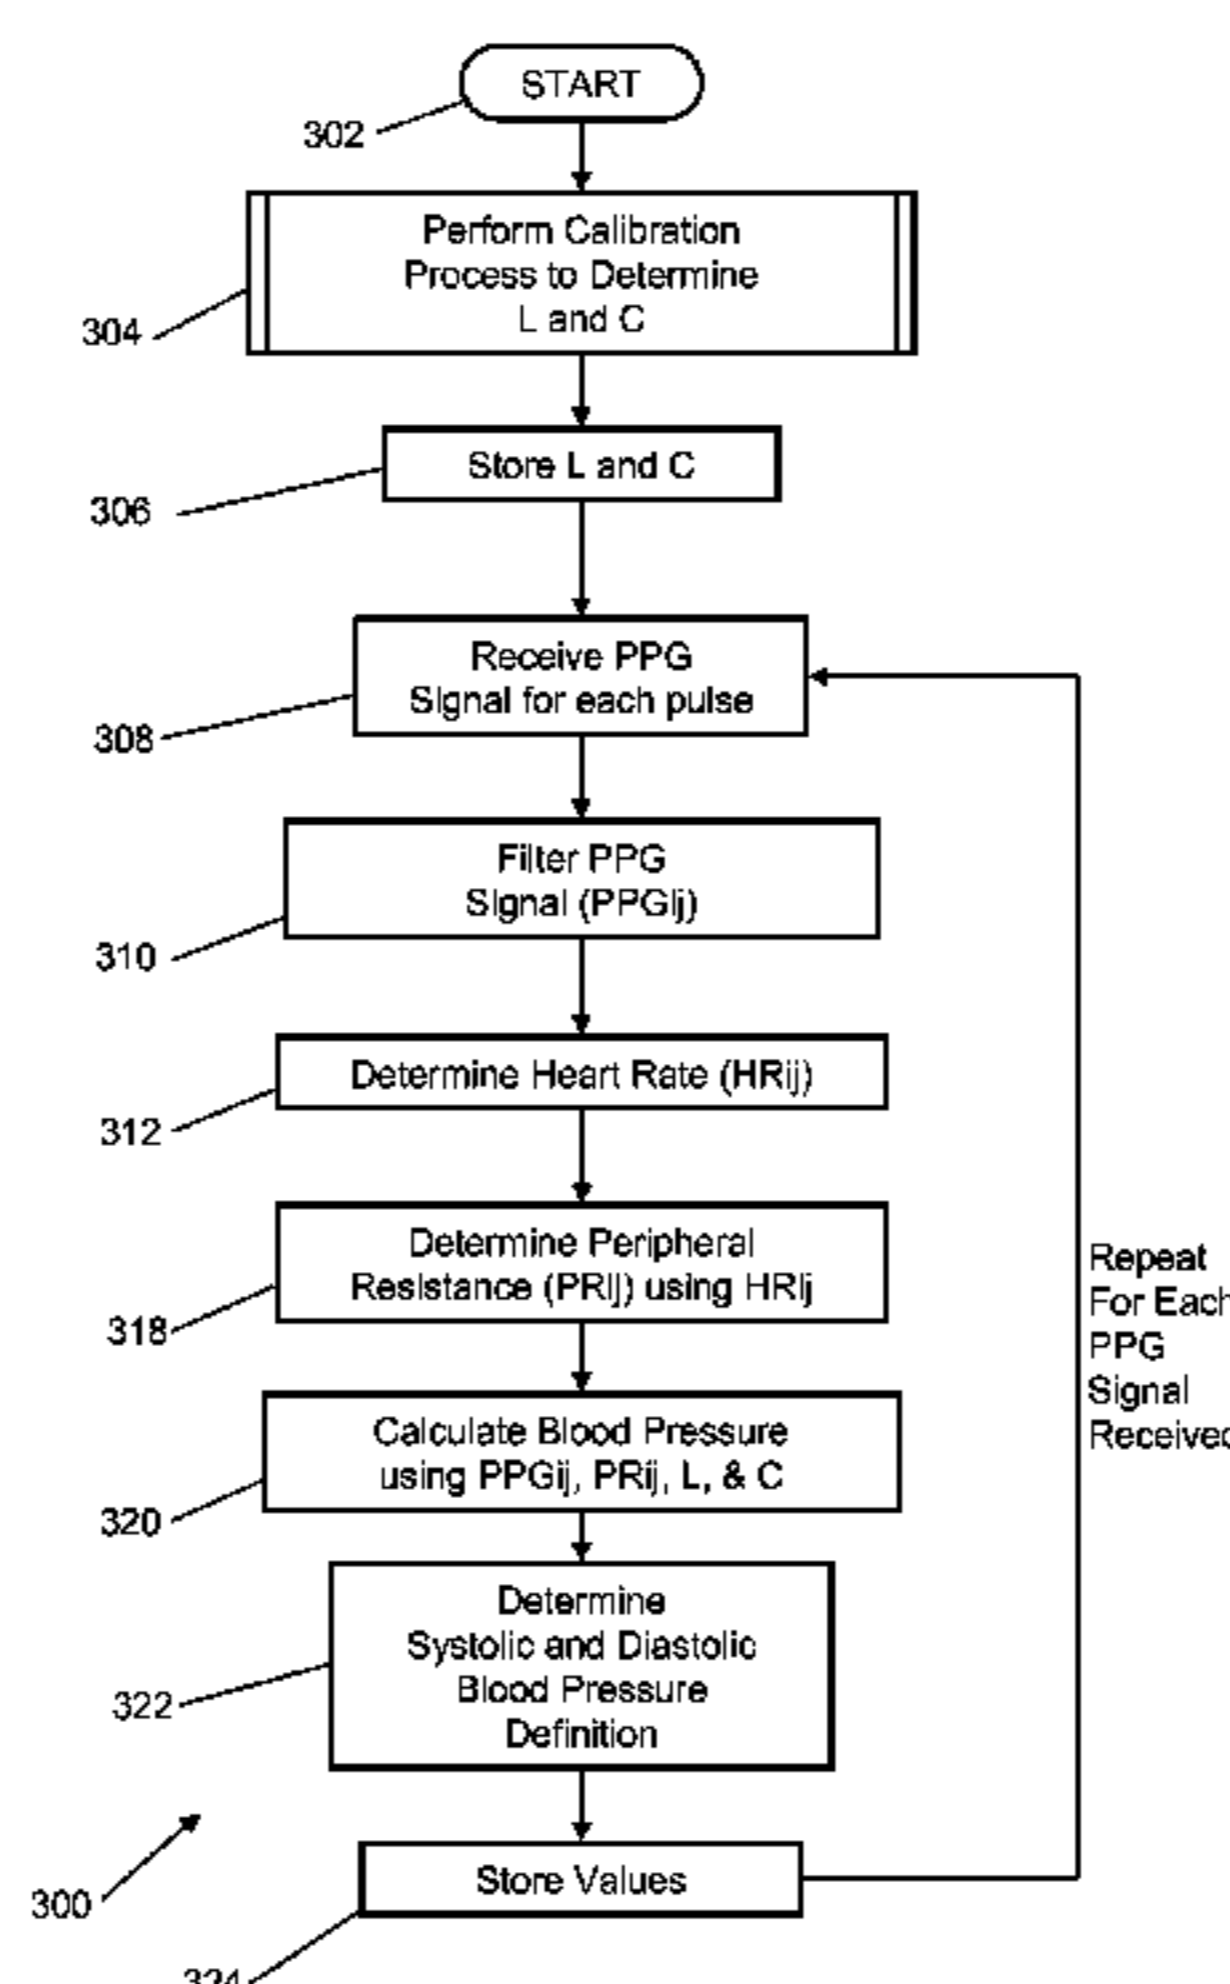 START
302
Perform Calibration
Process to Determine
L and C
304
Store L and C
306
Receive PPG
Signal for each pulse
308
Filter PPG
Signal (PPGij)
310
Determine Heart Rate (HRij)
312
Determine Peripheral
Resistance (PRij) using HRij
318
Repeat
For Each
PPG
Signal
Received
Calculate Blood Pressure
using PPGij, PRij, L, & C
320
Determine
Systolic and Diastolic
Blood Pressure
Definition
322
Store Values
300
324